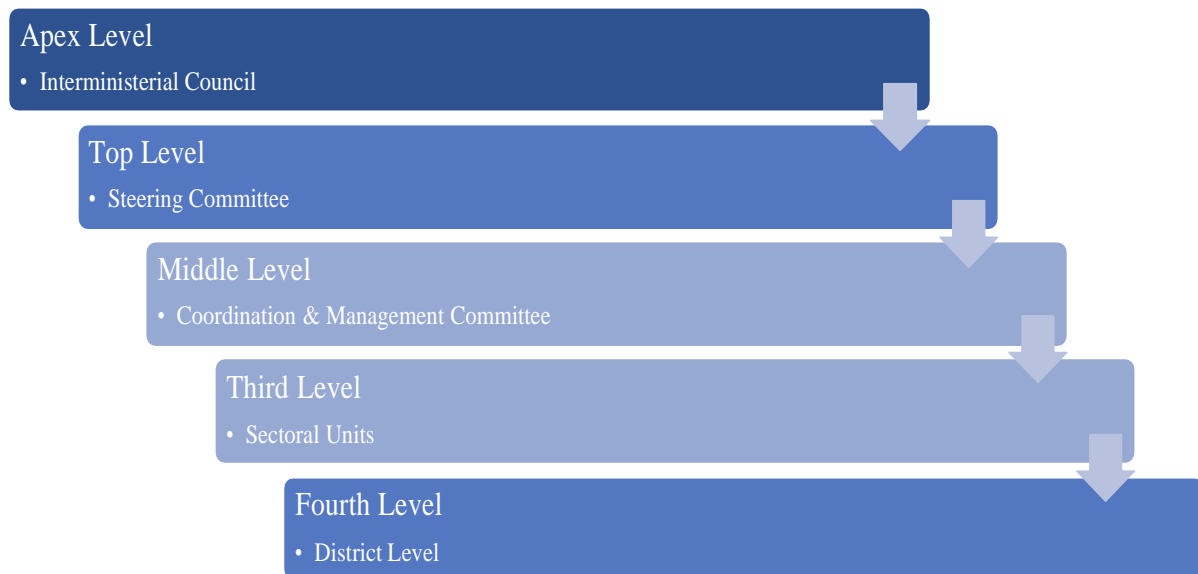 Apex Level
• Interministerial Council
Top Level
• Steering Committee
Middle Level
• Coordination & Management Committee
Third Level
• Sectoral Units
Fourth Level
• District Level